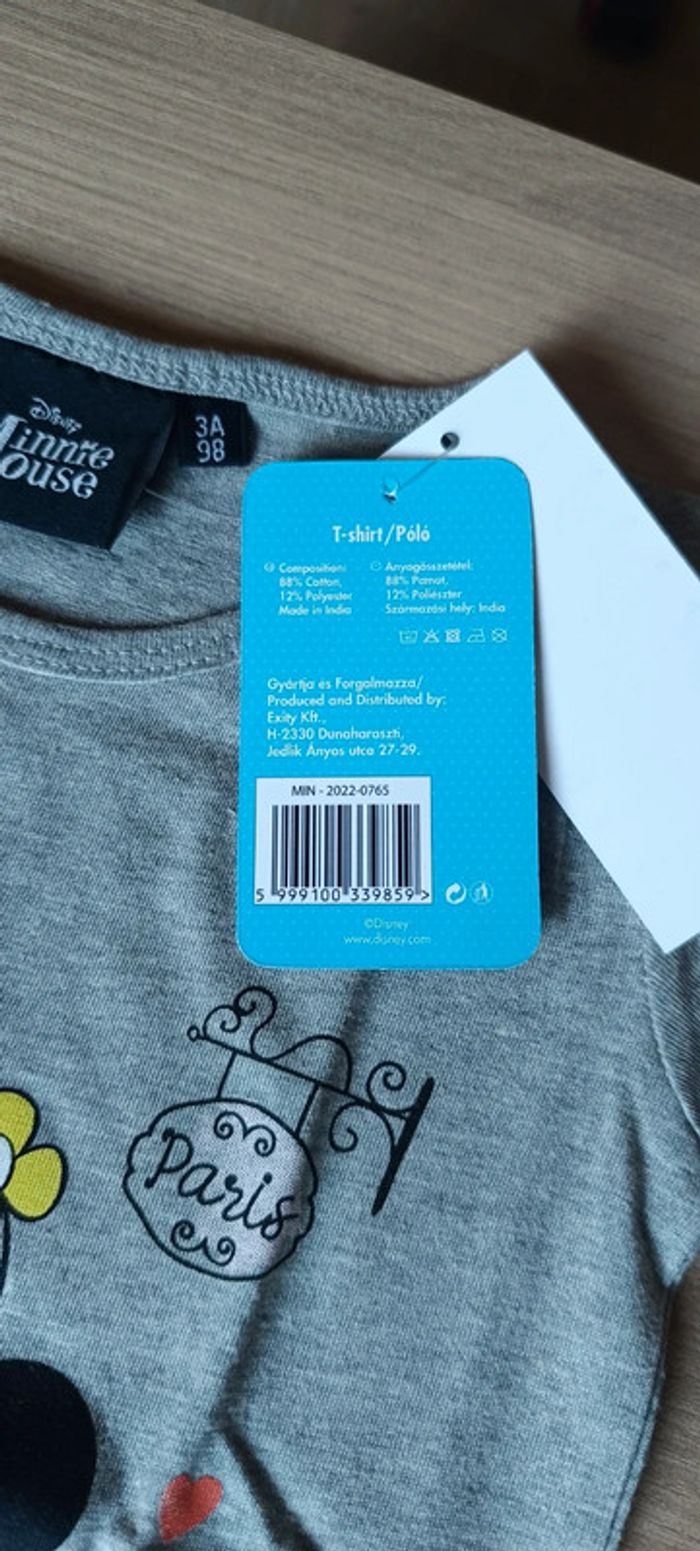 Disney
Minnie
Mouse
3A
98
T-shirt/Póló
Composition:
88% Cotton,
12% Polyester
Made in India
Anyagösszetétel:
88% Pamut,
12% Poliészter
Származási hely: India
Gyártja és Forgalmazza/
Produced and Distributed by:
Exity Kft.,
H-2330 Dunaharaszti,
Jedlik Ányos utca 27-29.
MIN - 2022-0765
5 999100 339859 >
©Disney
www.disney.com
Paris